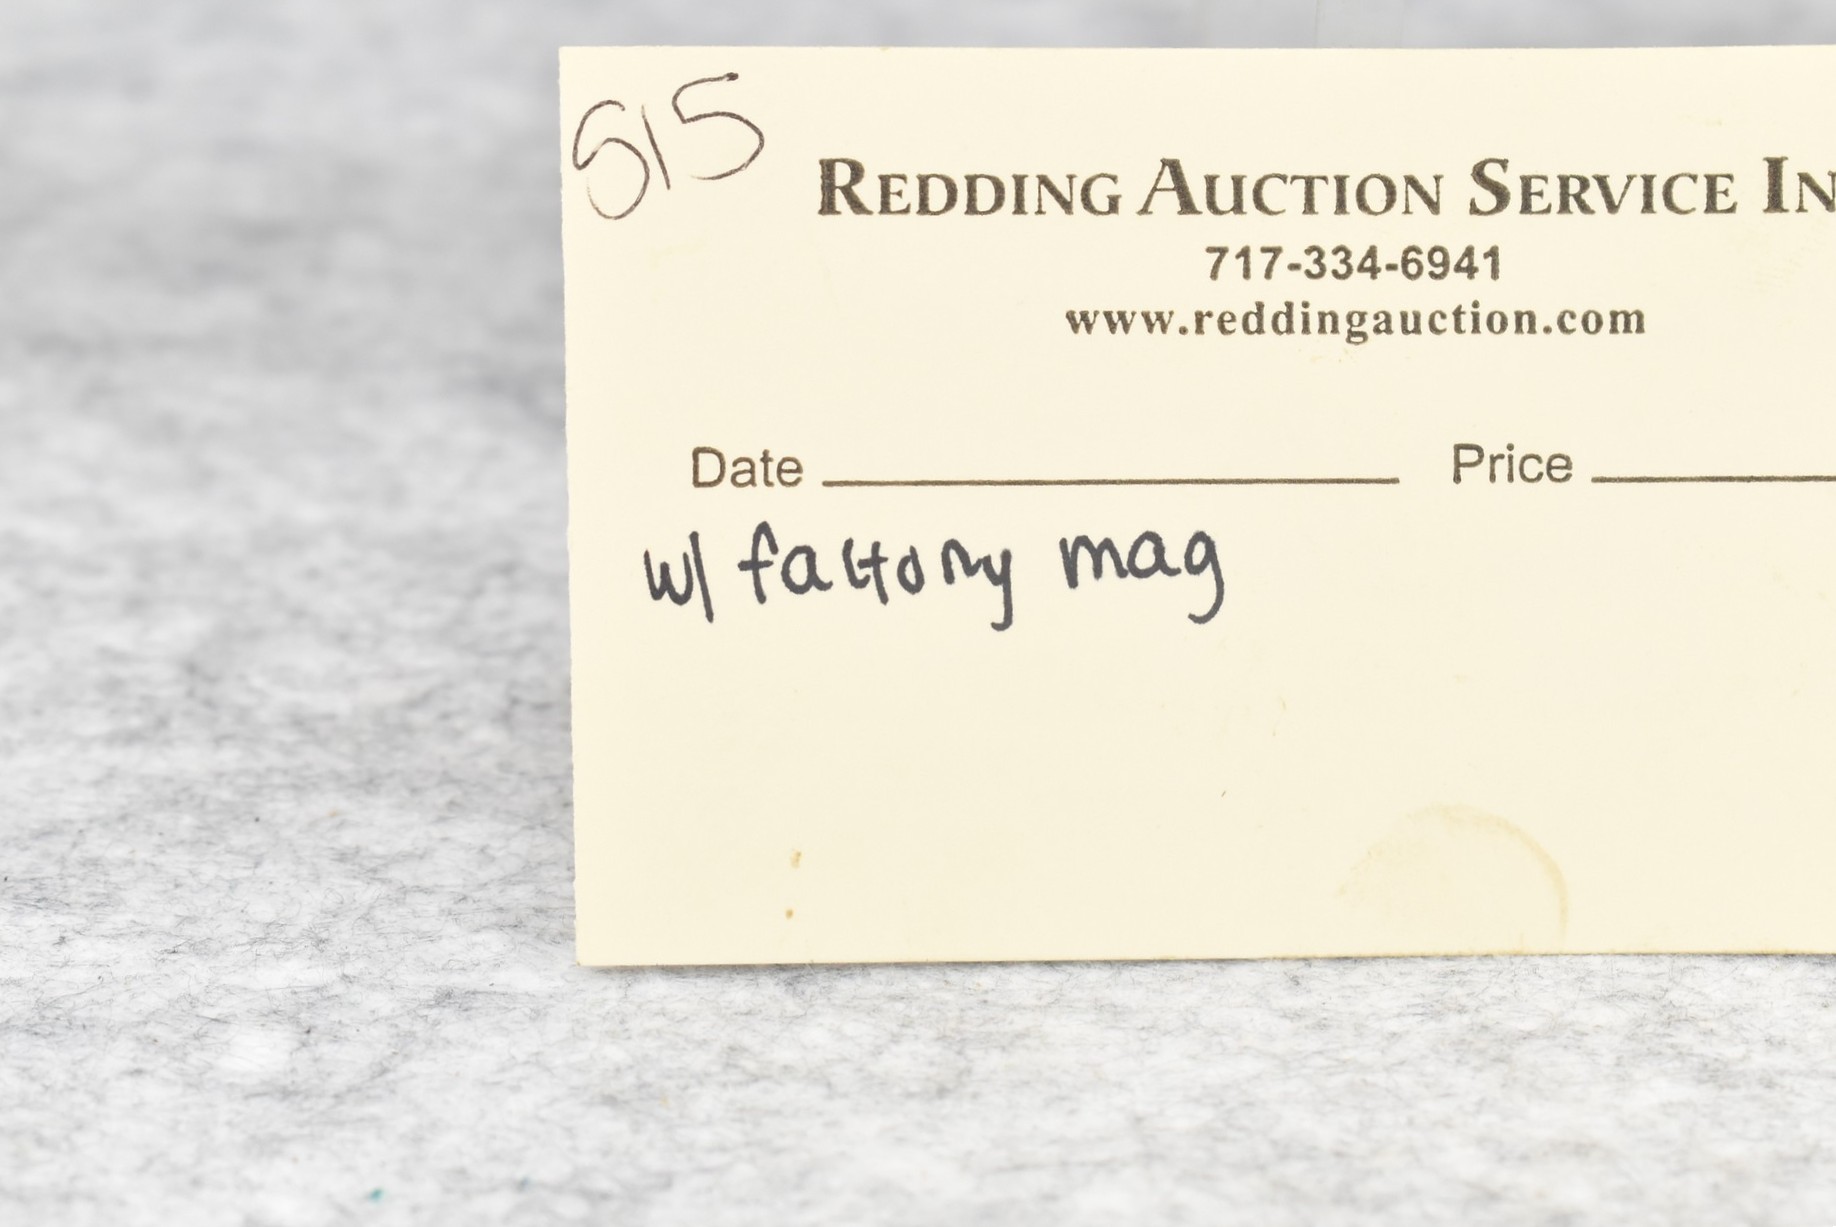 515
REDDING AUCTION SERVICE IN
717-334-6941
www.reddingauction.com
Date Price
w/ factory mag